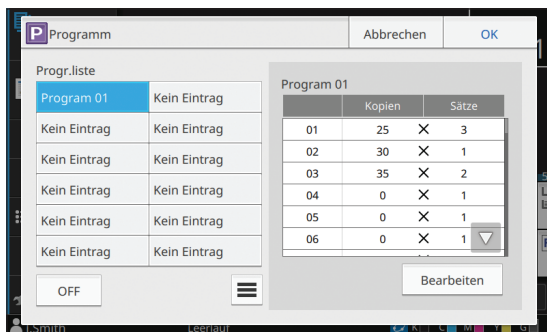 P Programm Abbrechen OK
Progr.liste
Program 01 Kein Eintrag
Kein Eintrag Kein Eintrag
Kein Eintrag Kein Eintrag
Kein Eintrag Kein Eintrag
Kein Eintrag Kein Eintrag
Kein Eintrag Kein Eintrag
OFF
Program 01
Kopien Sätze
01 25 × 3
02 30 × 1
03 35 × 2
04 0 × 1
05 0 × 1
06 0 × 1
Bearbeiten
I.Smith Leerlauf K C M Y G